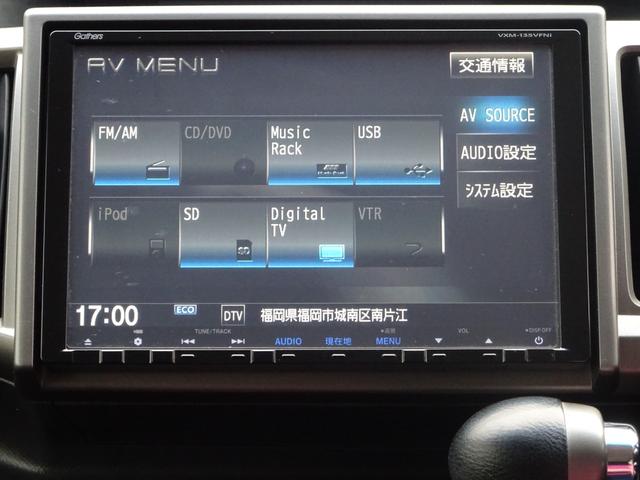 Gathers VXM-135VFNi
AV MENU 交通情報
AV SOURCE
FM/AM CD/DVD Music Rack USB
AUDIO設定
システム設定
iPod SD Digital TV VTR
17:00 ECO DTV 福岡県福岡市城南区南片江
TUNE/TRACK VOL DISP.OFF
AUDIO 現在地 MENU